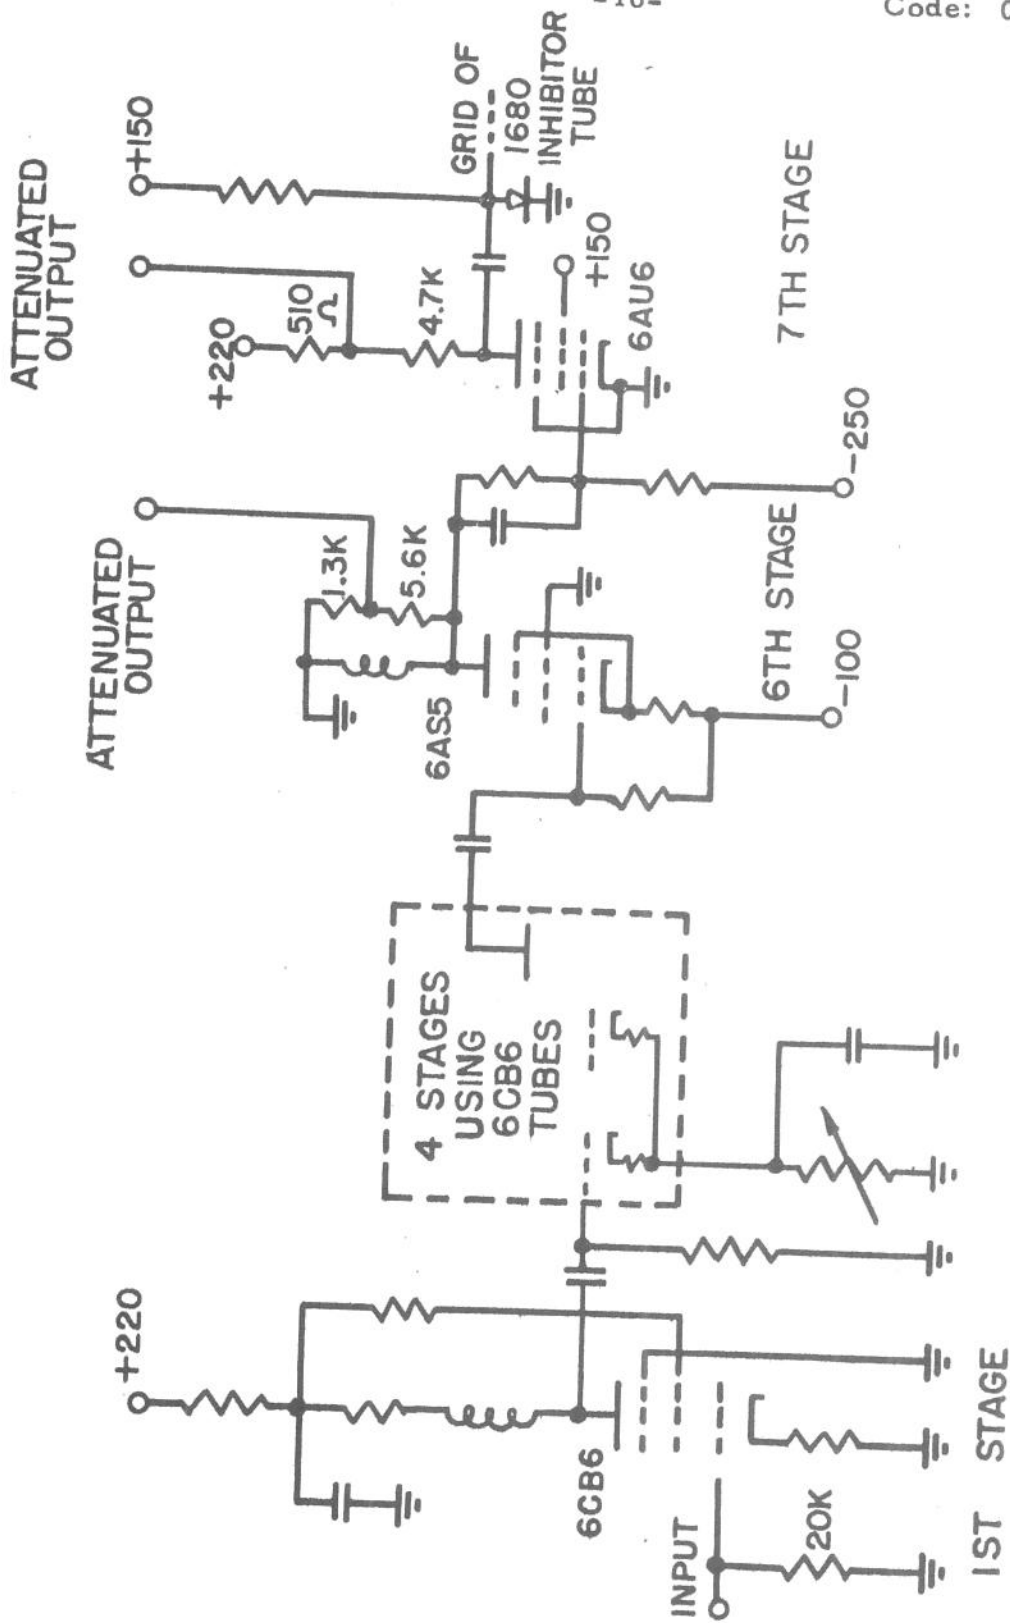 -10-
Code: 
ATTENUATED
OUTPUT
+150
GRID OF
1680
INHIBITOR
TUBE
+220
510
Ω
4.7K
+150
6AU6
7TH STAGE
ATTENUATED
OUTPUT
1.3K
5.6K
-250
6AS5
6TH STAGE
-100
4 STAGES
USING
6CB6
TUBES
+220
6CB6
INPUT
20K
1ST STAGE